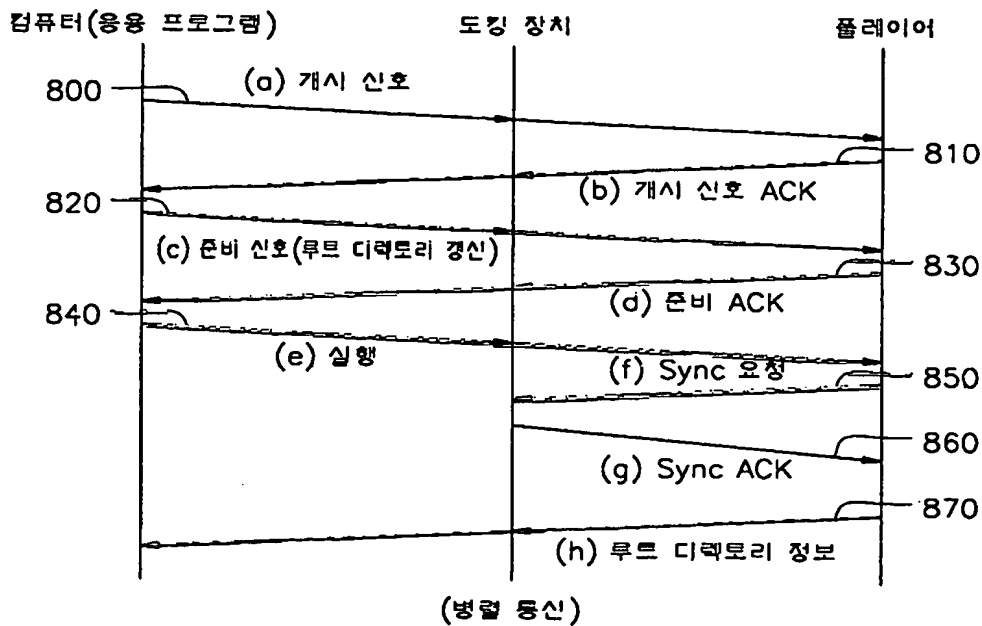 컴퓨터(응용 프로그램)
도킹 장치
플레이어
800
(a) 개시 신호
810
(b) 개시 신호 ACK
820
(c) 준비 신호(루트 디렉토리 갱신)
830
(d) 준비 ACK
840
(e) 실행
(f) Sync 요청
850
860
(g) Sync ACK
870
(h) 루트 디렉토리 정보
(병렬 통신)